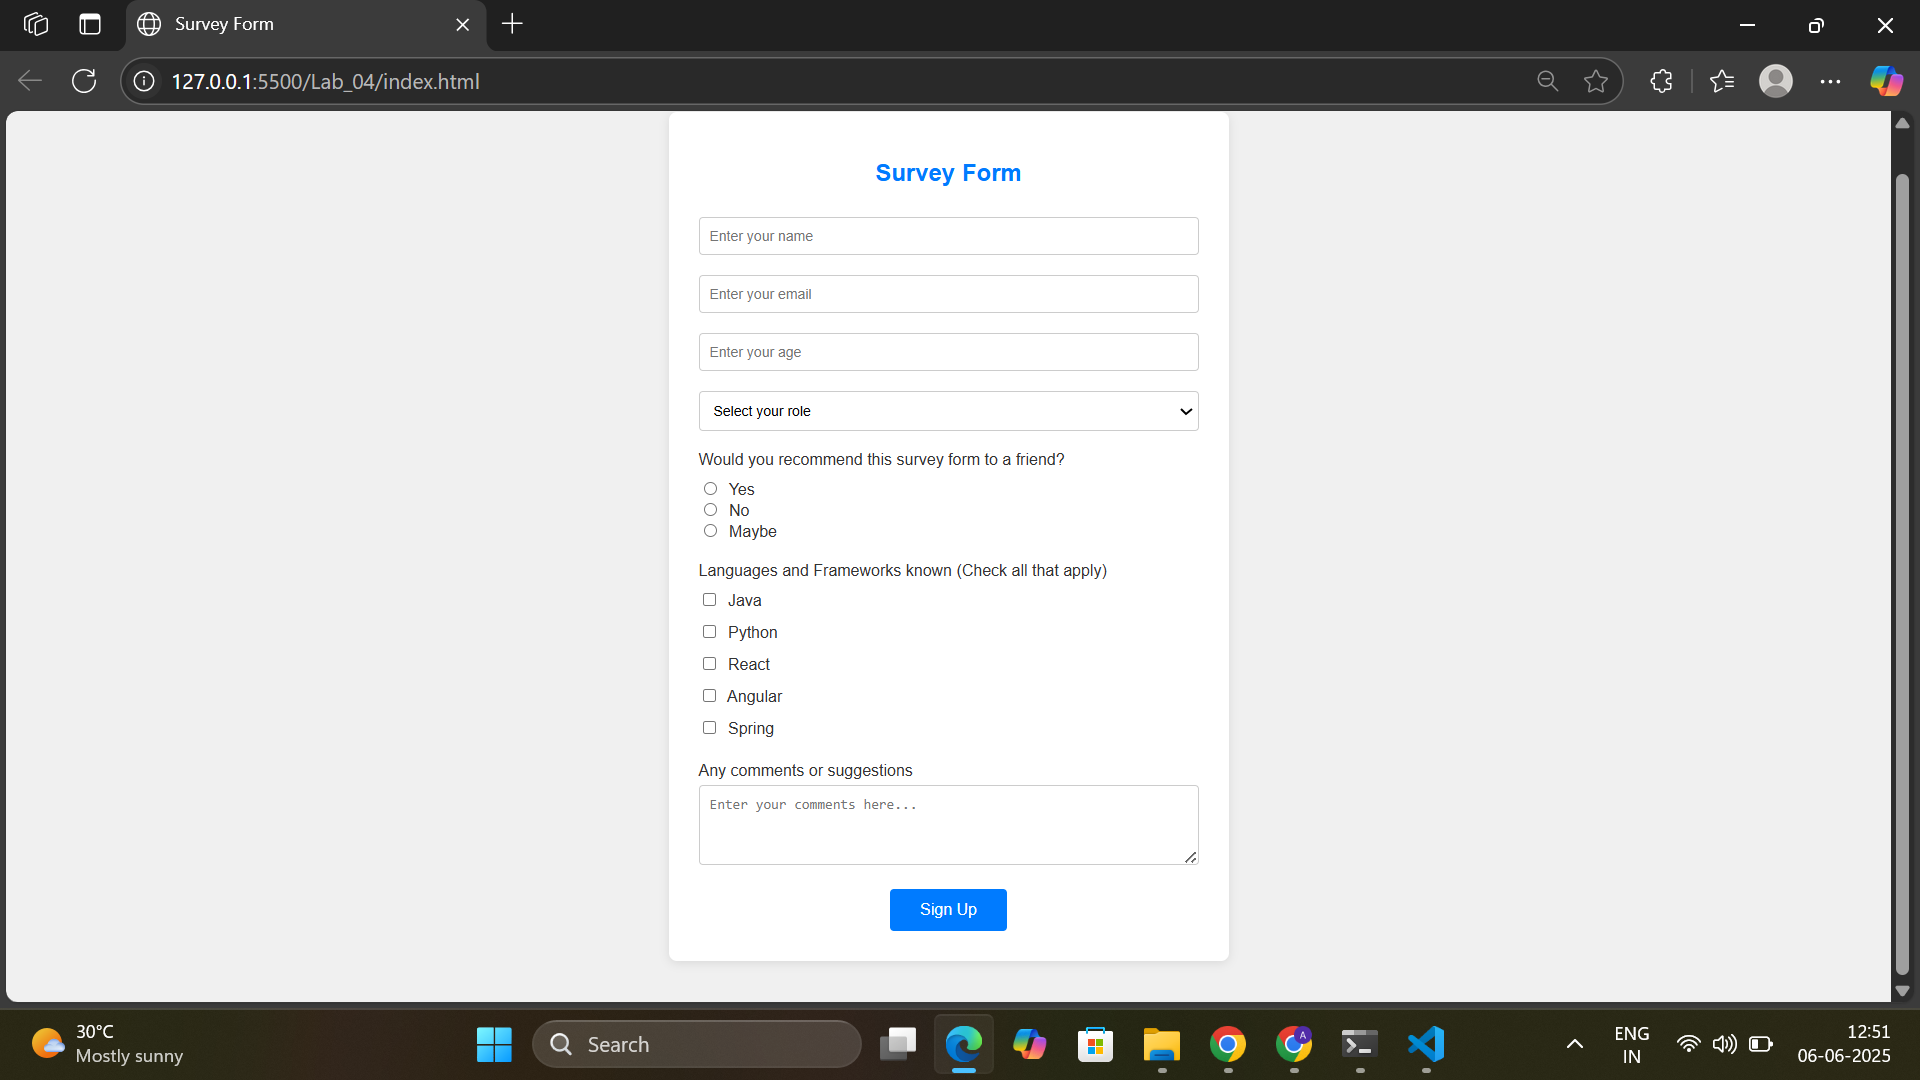 Survey Form
127.0.0.1:5500/Lab_04/index.html
Survey Form
Enter your name
Enter your email
Enter your age
Select your role
Would you recommend this survey form to a friend?
Yes
No
Maybe
Languages and Frameworks known (Check all that apply)
Java
Python
React
Angular
Spring
Any comments or suggestions
Enter your comments here...
Sign Up
30°C
Mostly sunny
Search
A
ENG
IN
12:51
06-06-2025